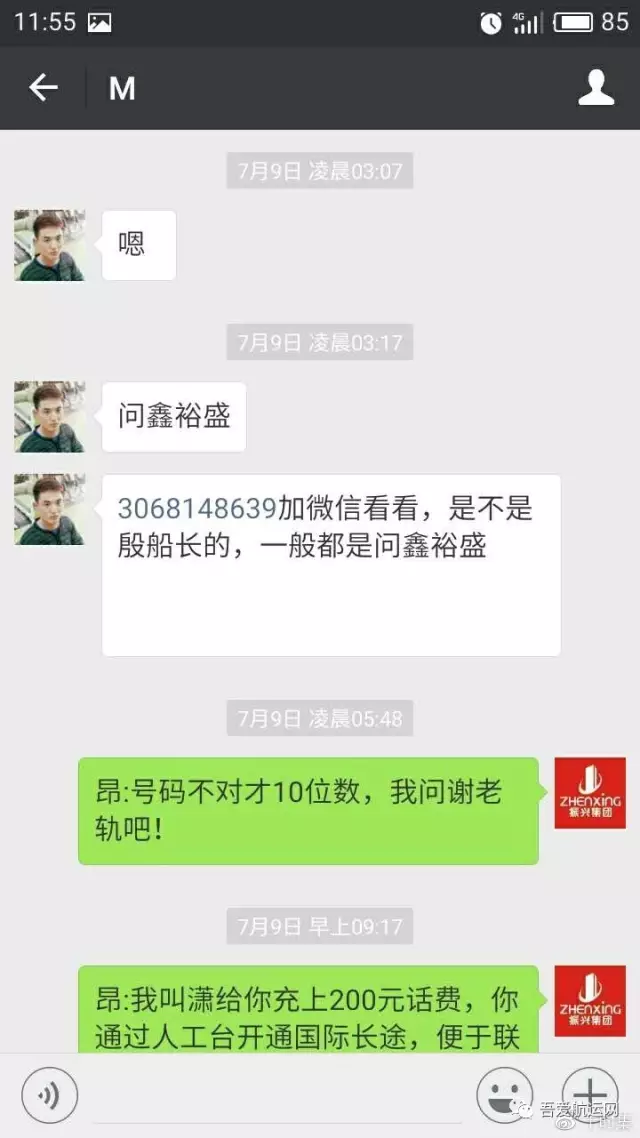 11:55
4G
85
M
7月9日 凌晨03:07
嗯
7月9日 凌晨03:17
问鑫裕盛
3068148639加微信看看，是不是
殷船长的，一般都是问鑫裕盛
7月9日 凌晨05:48
昂:号码不对才10位数，我问谢老
轨吧！
ZHENXING
振兴集团
7月9日 早上09:17
昂:我叫潇给你充上200元话费，你
通过人工台开通国际长途，便于联
ZHENXING
振兴集团
吾爱航运网